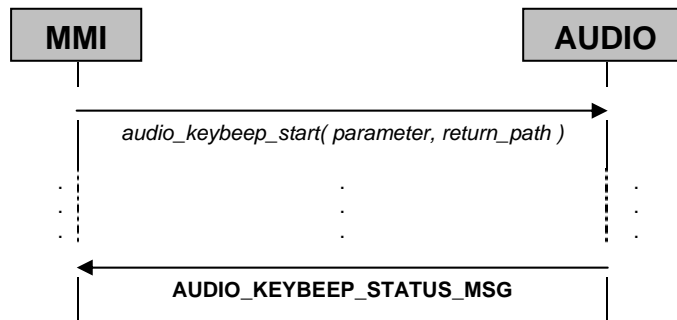 MMI
AUDIO
audio_keybeep_start( parameter, return_path )
. . .
. . .
. . .
AUDIO_KEYBEEP_STATUS_MSG